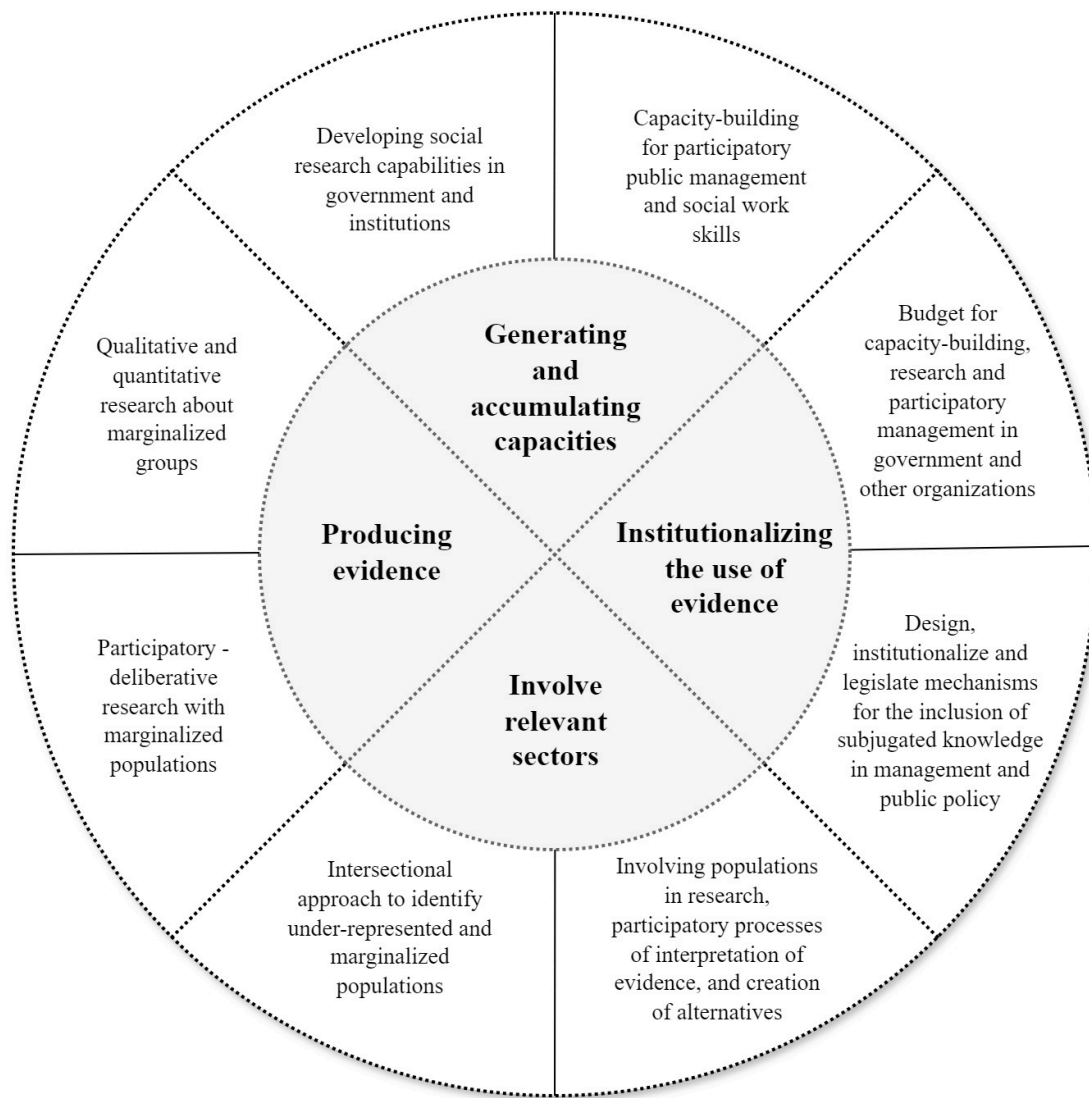 Developing social
research capabilities in
government and
institutions
Capacity-building
for participatory
public management
and social work
skills
Qualitative and
quantitative
research about
marginalized
groups
Generating
and
accumulating
capacities
Budget for
capacity-building,
research and
participatory
management in
government and
other organizations
Producing
evidence
Institutionalizing
the use of
evidence
Participatory -
deliberative
research with
marginalized
populations
Involve
relevant
sectors
Design,
institutionalize and
legislate mechanisms
for the inclusion of
subjugated knowledge
in management and
public policy
Intersectional
approach to identify
under-represented and
marginalized
populations
Involving populations
in research,
participatory processes
of interpretation of
evidence, and creation
of alternatives